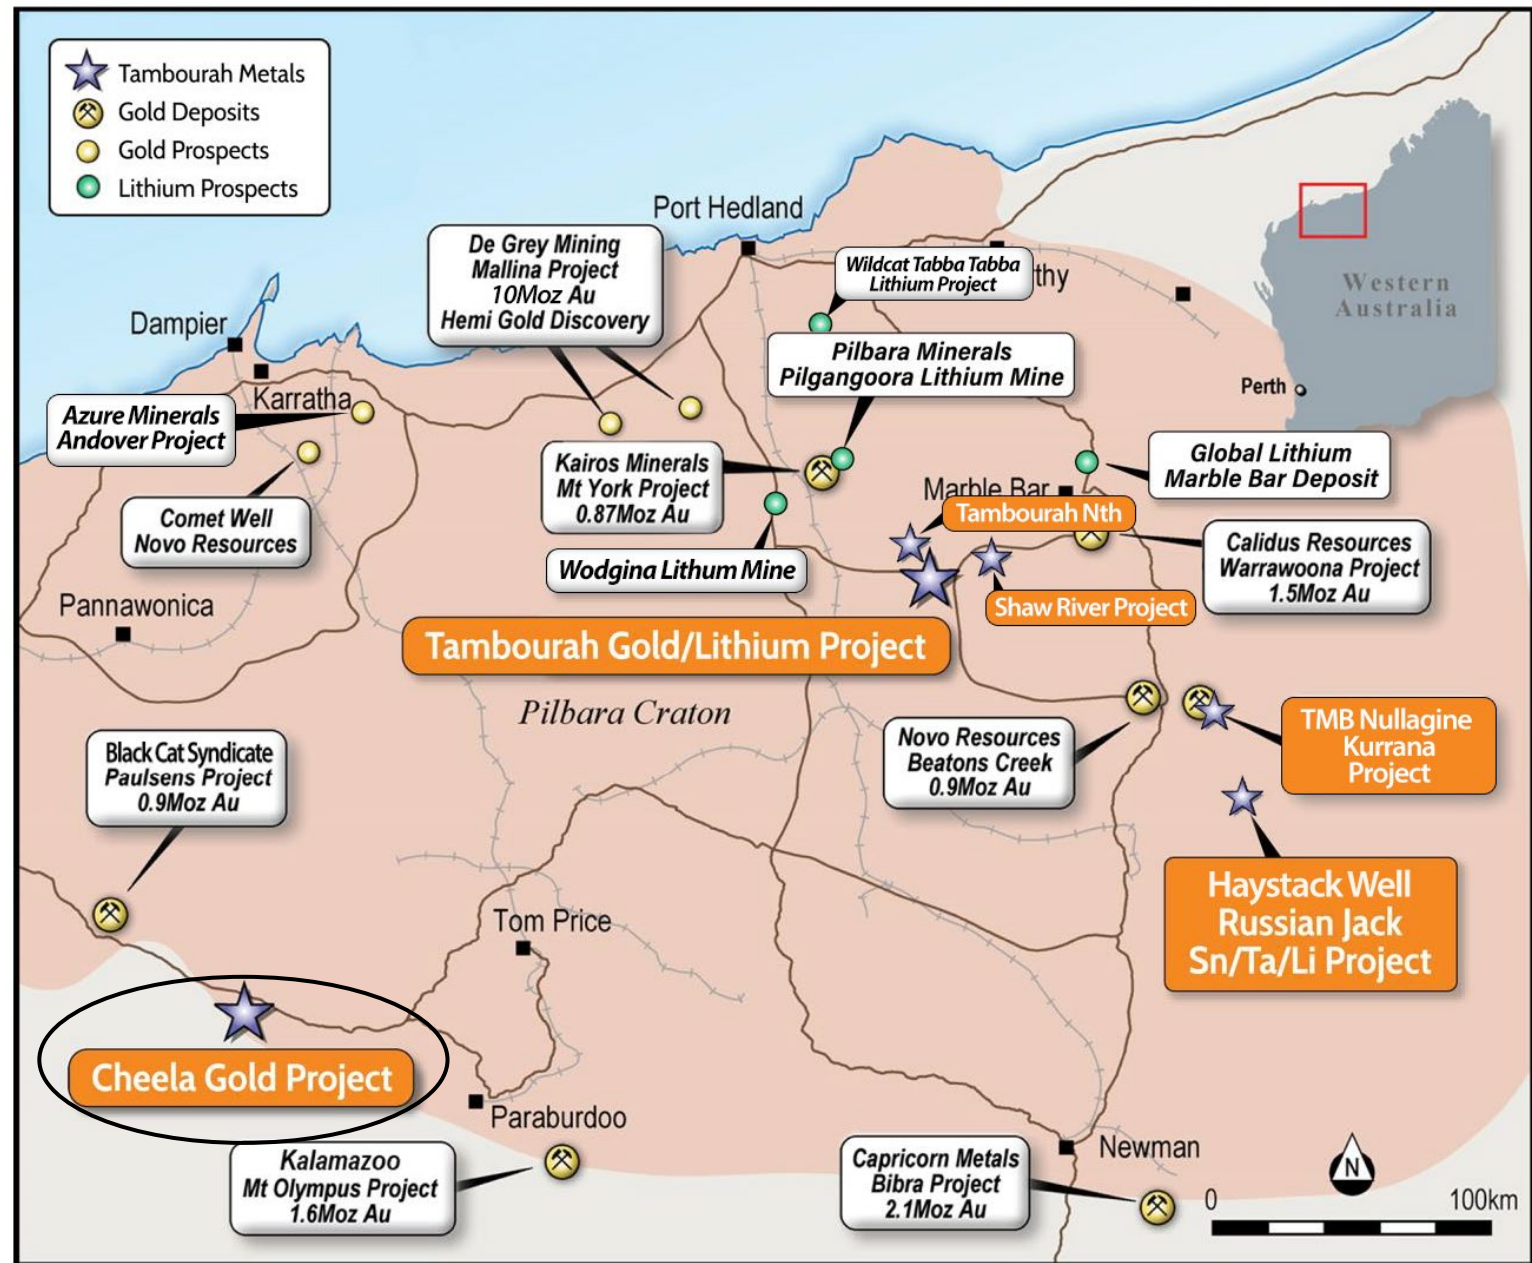 Tambourah Metals
Gold Deposits
Gold Prospects
Lithium Prospects
Port Hedland
De Grey Mining
Mallina Project
10Moz Au
Hemi Gold Discovery
Wildcat Tabba Tabba
Lithium Project
thy
Western
Australia
Perth
Dampier
Karratha
Pilbara Minerals
Pilgangoora Lithium Mine
Azure Minerals
Andover Project
Comet Well
Novo Resources
Kairos Minerals
Mt York Project
0.87Moz Au
Global Lithium
Marble Bar Deposit
Marble Bar
Tambourah Nth
Wodgina Lithum Mine
Calidus Resources
Warrawoona Project
1.5Moz Au
Shaw River Project
Pannawonica
Tambourah Gold/Lithium Project
Pilbara Craton
Black Cat Syndicate
Paulsens Project
0.9Moz Au
Novo Resources
Beatons Creek
0.9Moz Au
TMB Nullagine
Kurrana
Project
Haystack Well
Russian Jack
Sn/Ta/Li Project
Tom Price
Cheela Gold Project
Paraburdoo
Kalamazoo
Mt Olympus Project
1.6Moz Au
Capricorn Metals
Bibra Project
2.1Moz Au
Newman
N
0
100km